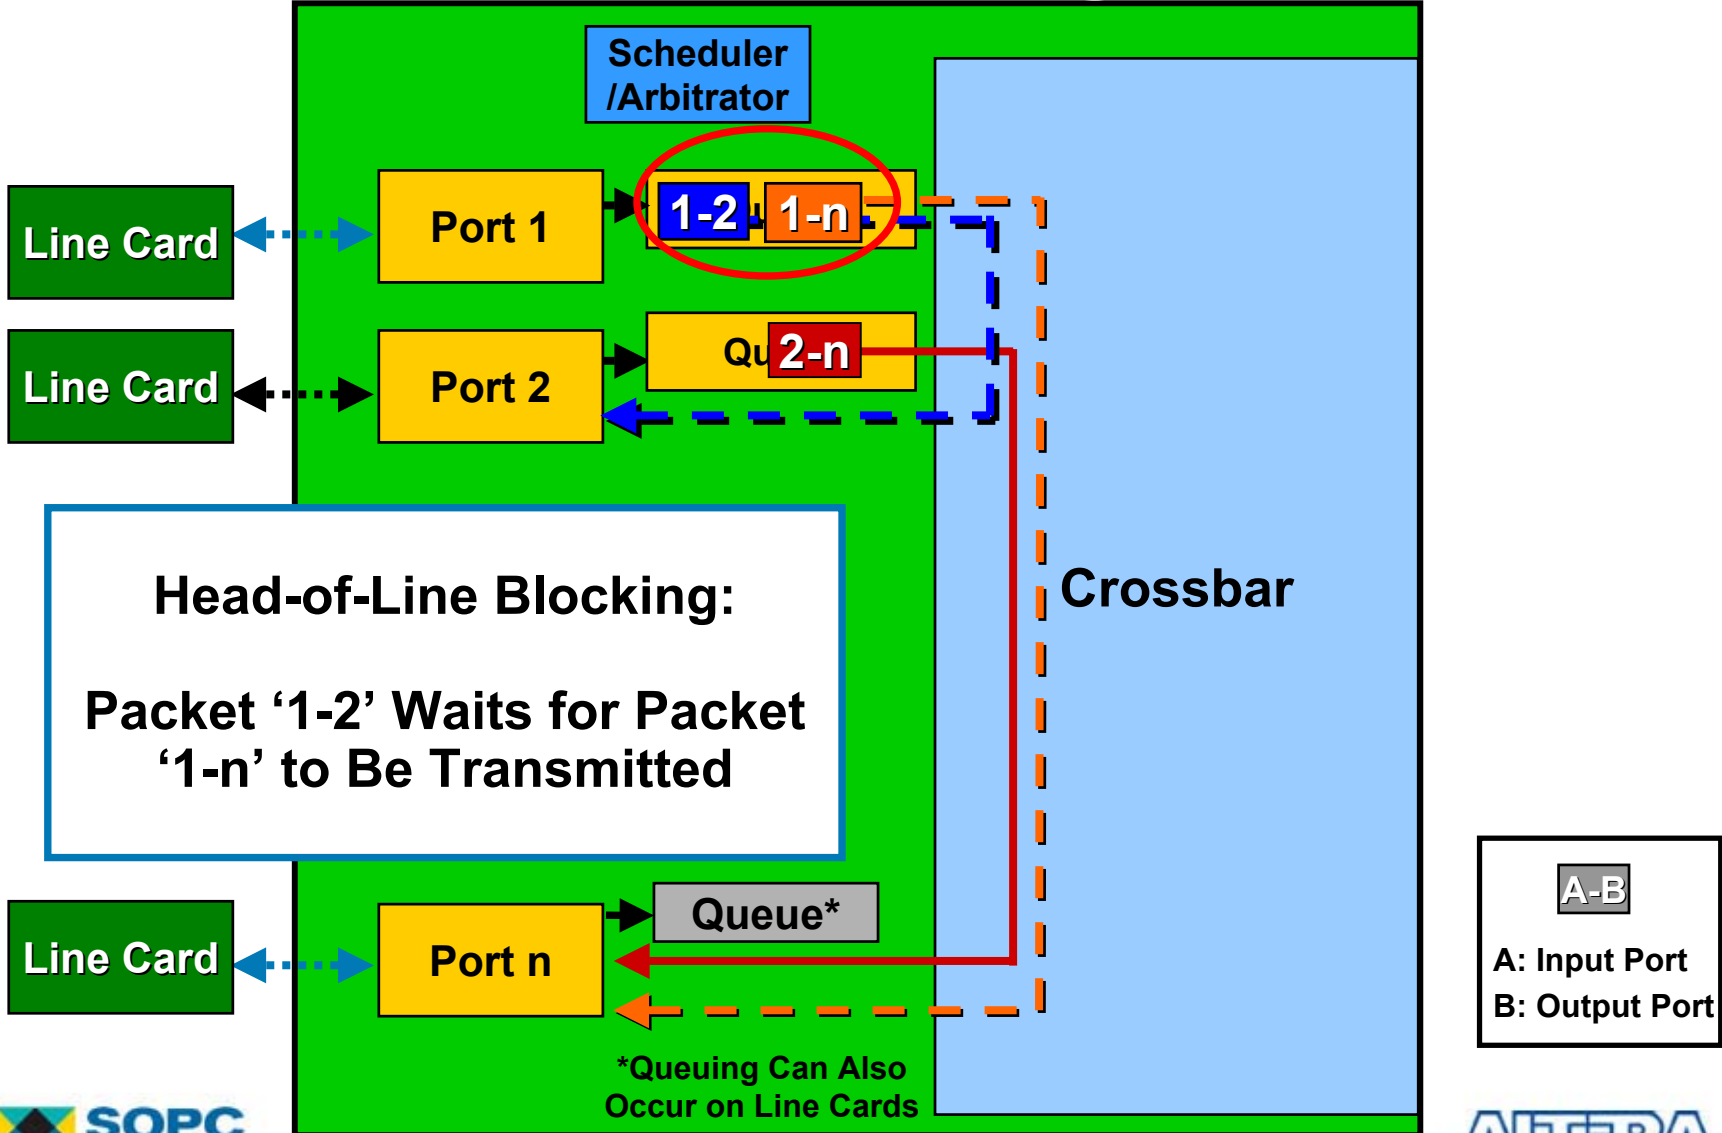 Scheduler
/Arbitrator
Line Card
Port 1
1-2
1-n
Line Card
Port 2
Qu
2-n
Head-of-Line Blocking:
Packet ‘1-2’ Waits for Packet
‘1-n’ to Be Transmitted
Crossbar
Line Card
Port n
Queue*
*Queuing Can Also
Occur on Line Cards
A-B
A: Input Port
B: Output Port
SOPC
ALTERA